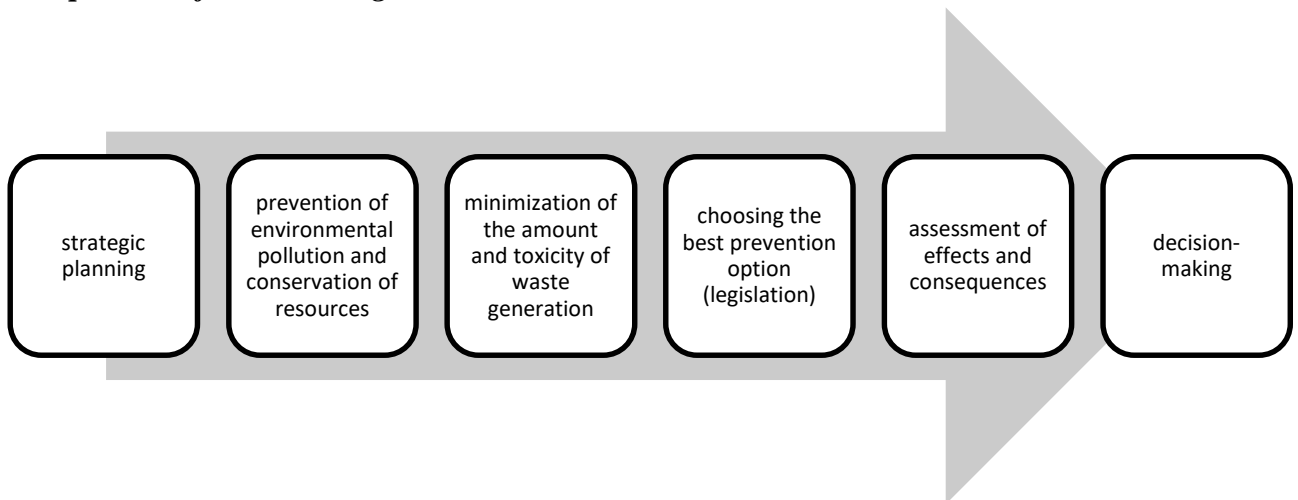 strategic
planning
prevention of
environmental
pollution and
conservation of
resources
minimization of
the amount
and toxicity of
waste
generation
choosing the
best prevention
option
(legislation)
assessment of
effects and
consequences
decision-
making